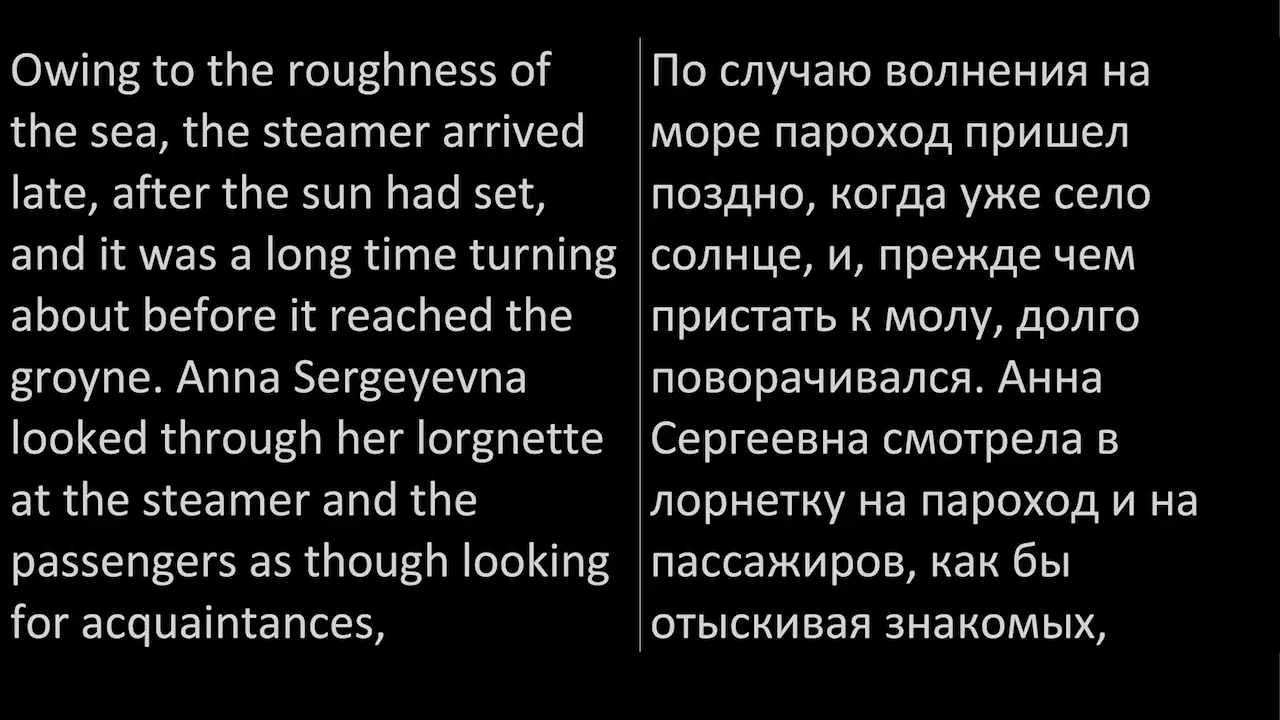 Owing to the roughness of
the sea, the steamer arrived
late, after the sun had set,
and it was a long time turning
about before it reached the
groyne. Anna Sergeyevna
looked through her lorgnette
at the steamer and the
passengers as though looking
for acquaintances,
По случаю волнения на
море пароход пришел
поздно, когда уже село
солнце, и, прежде чем
пристать к молу, долго
поворачивался. Анна
Сергеевна смотрела в
лорнетку на пароход и на
пассажиров, как бы
отыскивая знакомых,